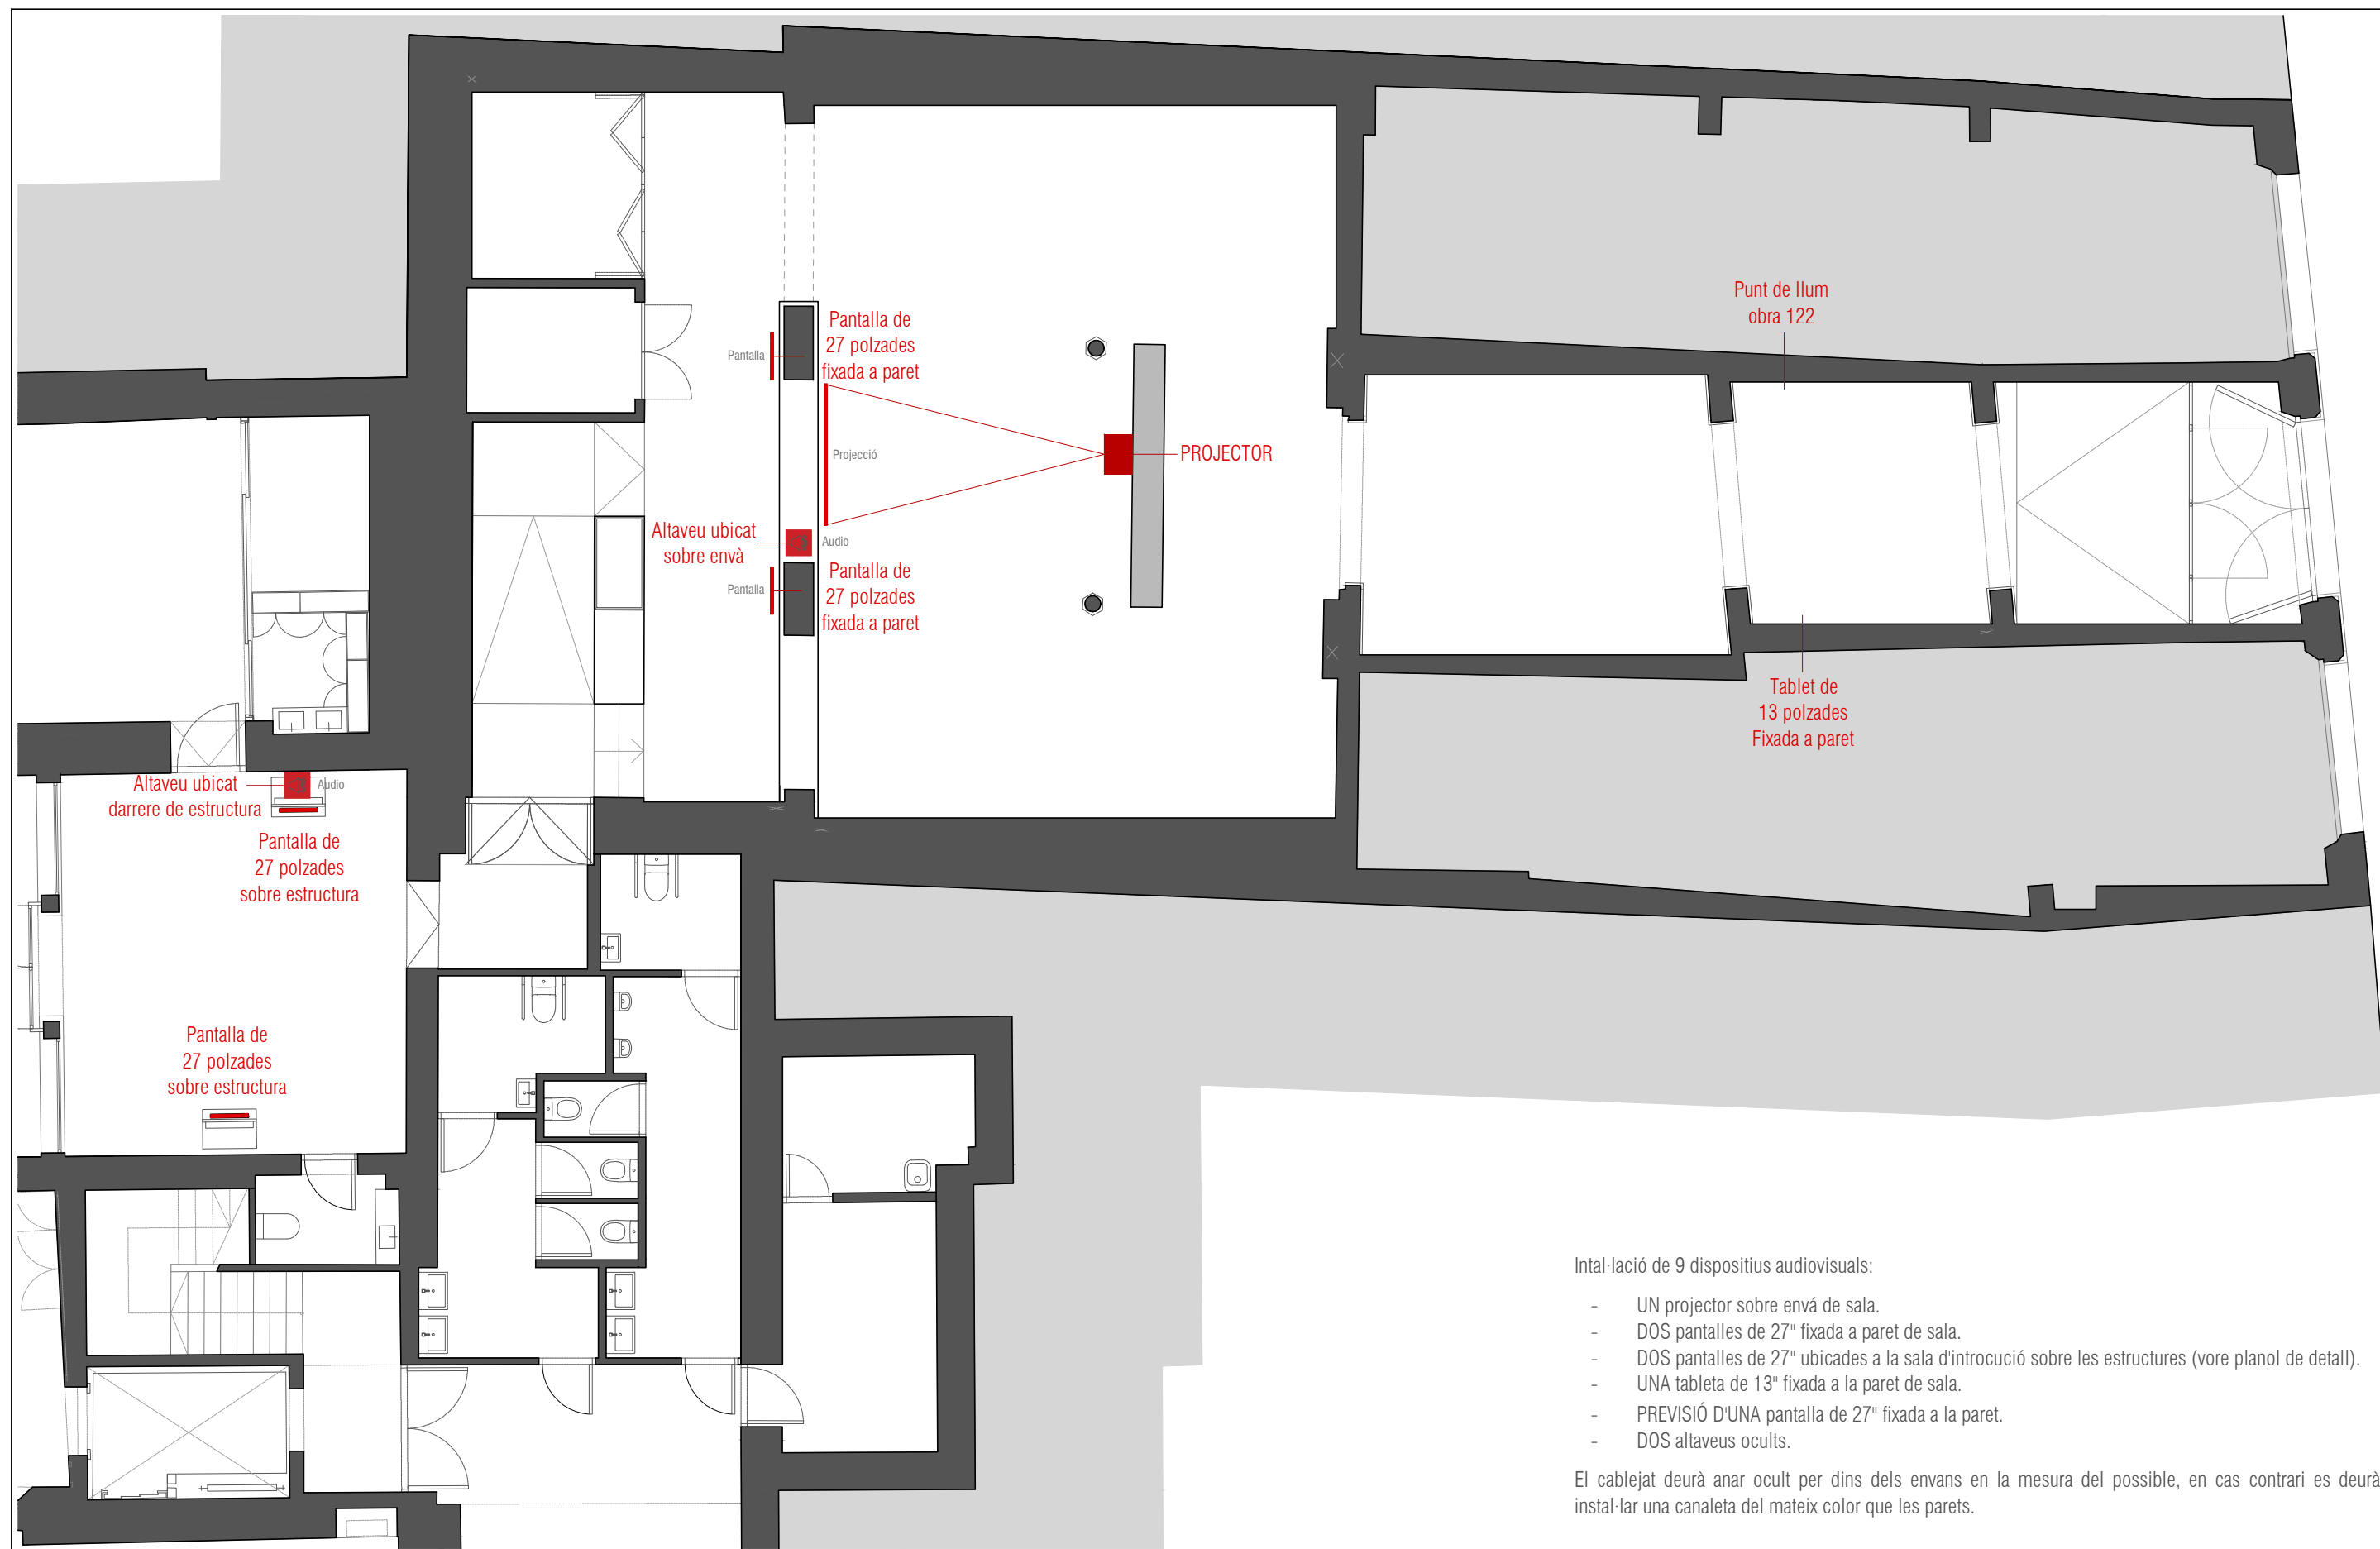 Punt de llum
obra 122
Pantalla de
27 polzades
fixada a paret
Pantalla
Projecció
PROJECTOR
Altaveu ubicat
sobre envà
Audio
Pantalla de
27 polzades
fixada a paret
Pantalla
Tablet de
13 polzades
Fixada a paret
Altaveu ubicat
darrere de estructura
Audio
Pantalla de
27 polzades
sobre estructura
Pantalla de
27 polzades
sobre estructura
Intal·lació de 9 dispositius audiovisuals:
- UN projector sobre envá de sala.
- DOS pantalles de 27" fixada a paret de sala.
- DOS pantalles de 27" ubicades a la sala d'introcució sobre les estructures (vore planol de detall).
- UNA tableta de 13" fixada a la paret de sala.
- PREVISIÓ D'UNA pantalla de 27" fixada a la paret.
- DOS altaveus ocults.
El cablejat deurà anar ocult per dins dels envans en la mesura del possible, en cas contrari es deurà
instal·lar una canaleta del mateix color que les parets.